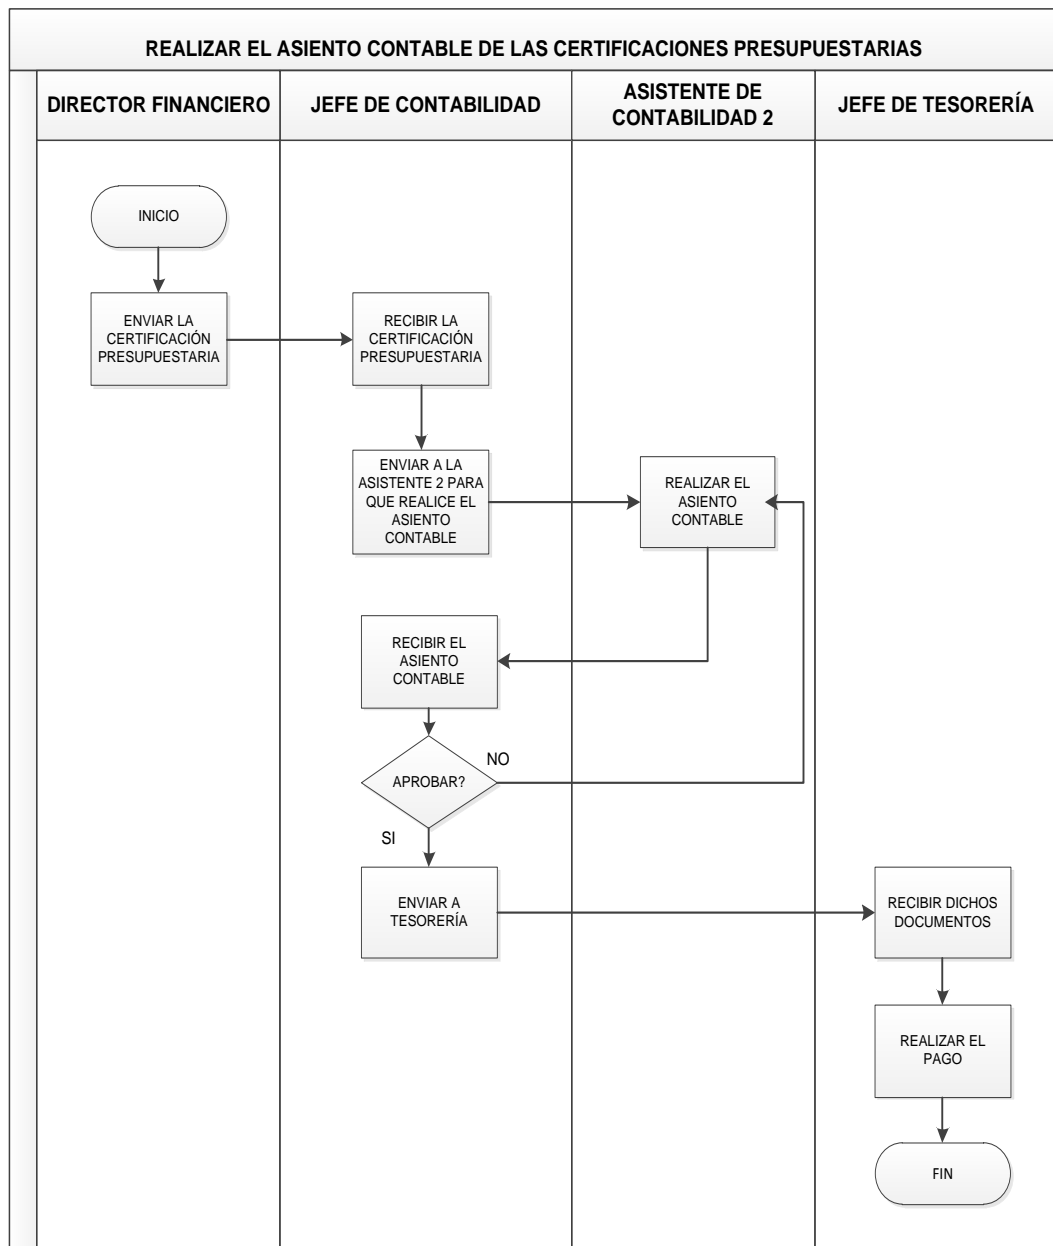 REALIZAR EL ASIENTO CONTABLE DE LAS CERTIFICACIONES PRESUPUESTARIAS
DIRECTOR FINANCIERO
JEFE DE CONTABILIDAD
ASISTENTE DE
CONTABILIDAD 2
JEFE DE TESORERÍA
INICIO
ENVIAR LA
CERTIFICACIÓN
PRESUPUESTARIA
RECIBIR LA
CERTIFICACIÓN
PRESUPUESTARIA
ENVIAR A LA
ASISTENTE 2 PARA
QUE REALICE EL
ASIENTO
CONTABLE
REALIZAR EL
ASIENTO
CONTABLE
RECIBIR EL
ASIENTO
CONTABLE
APROBAR?
NO
SI
ENVIAR A
TESORERÍA
RECIBIR DICHOS
DOCUMENTOS
REALIZAR EL
PAGO
FIN